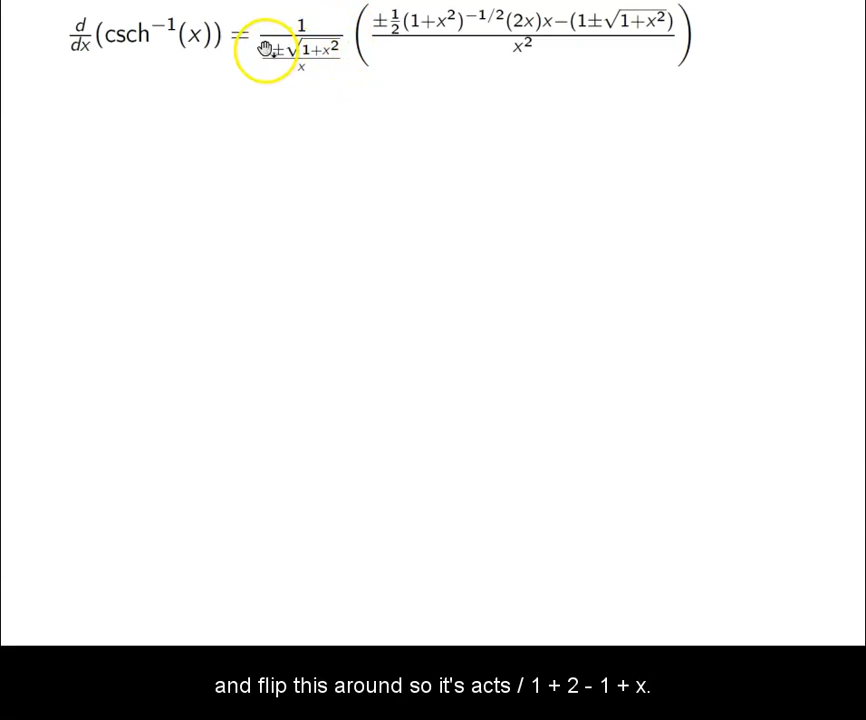 d/dx (csch⁻¹(x)) = 1/((±√(1+x²))/x) ((±½(1+x²)^(−1/2)(2x)x−(1±√(1+x²)))/x²)
and flip this around so it's acts / 1 + 2 - 1 + x.